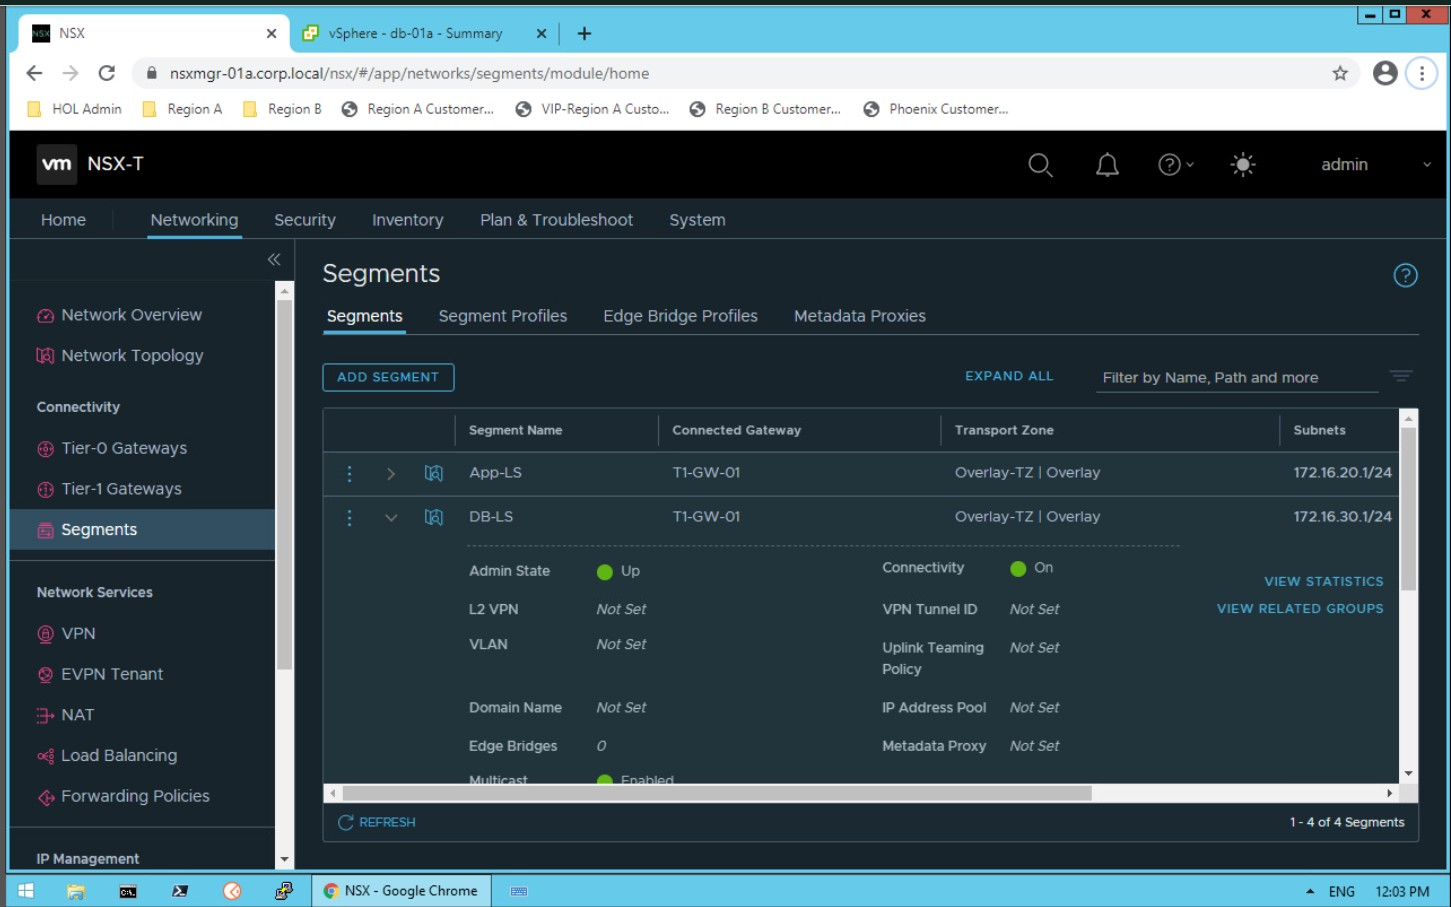 NSX
vSphere - db-01a - Summary
nsxmgr-01a.corp.local/nsx/#/app/networks/segments/module/home
HOL Admin Region A Region B Region A Customer... VIP-Region A Custo... Region B Customer... Phoenix Customer...
vm NSX-T admin
Home Networking Security Inventory Plan & Troubleshoot System
Network Overview
Network Topology
Connectivity
Tier-0 Gateways
Tier-1 Gateways
Segments
Network Services
VPN
EVPN Tenant
NAT
Load Balancing
Forwarding Policies
IP Management
Segments
Segments Segment Profiles Edge Bridge Profiles Metadata Proxies
ADD SEGMENT EXPAND ALL Filter by Name, Path and more
Segment Name Connected Gateway Transport Zone Subnets
App-LS T1-GW-01 Overlay-TZ | Overlay 172.16.20.1/24
DB-LS T1-GW-01 Overlay-TZ | Overlay 172.16.30.1/24
Admin State Up Connectivity On
VIEW STATISTICS
L2 VPN Not Set VPN Tunnel ID Not Set VIEW RELATED GROUPS
VLAN Not Set Uplink Teaming Policy Not Set
Domain Name Not Set IP Address Pool Not Set
Edge Bridges 0 Metadata Proxy Not Set
Multicast Enabled
REFRESH 1 - 4 of 4 Segments
NSX - Google Chrome ENG 12:03 PM